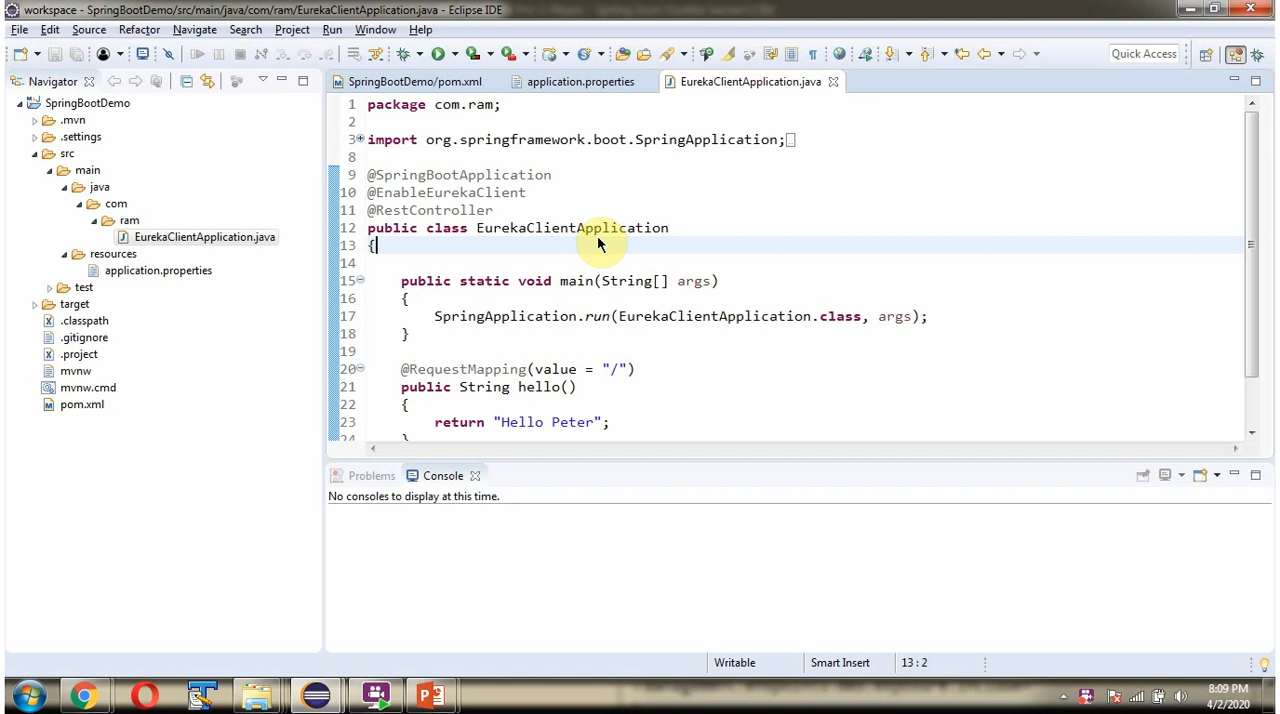 workspace - SpringBootDemo/src/main/java/com/ram/EurekaClientApplication.java - Eclipse IDE
File Edit Source Refactor Navigate Search Project Run Window Help
Quick Access
Navigator
SpringBootDemo/pom.xml application.properties EurekaClientApplication.java
SpringBootDemo
.mvn
.settings
src
main
java
com
ram
EurekaClientApplication.java
resources
application.properties
test
target
.classpath
.gitignore
.project
mvnw
mvnw.cmd
pom.xml
1 package com.ram;
2
3 import org.springframework.boot.SpringApplication;
8
9 @SpringBootApplication
10 @EnableEurekaClient
11 @RestController
12 public class EurekaClientApplication
13 {
14
15 public static void main(String[] args)
16 {
17 SpringApplication.run(EurekaClientApplication.class, args);
18 }
19
20 @RequestMapping(value = "/")
21 public String hello()
22 {
23 return "Hello Peter";
24 }
Problems Console
No consoles to display at this time.
Writable Smart Insert 13 : 2
8:09 PM
4/2/2020